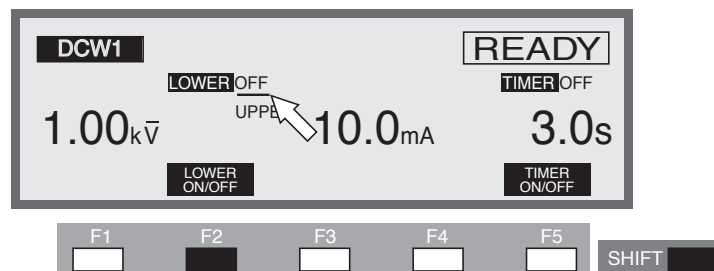 DCW1 READY
LOWER OFF TIMER OFF
1.00kV UPPE 10.0mA 3.0s
LOWER ON/OFF TIMER ON/OFF
F1 F2 F3 F4 F5
SHIFT